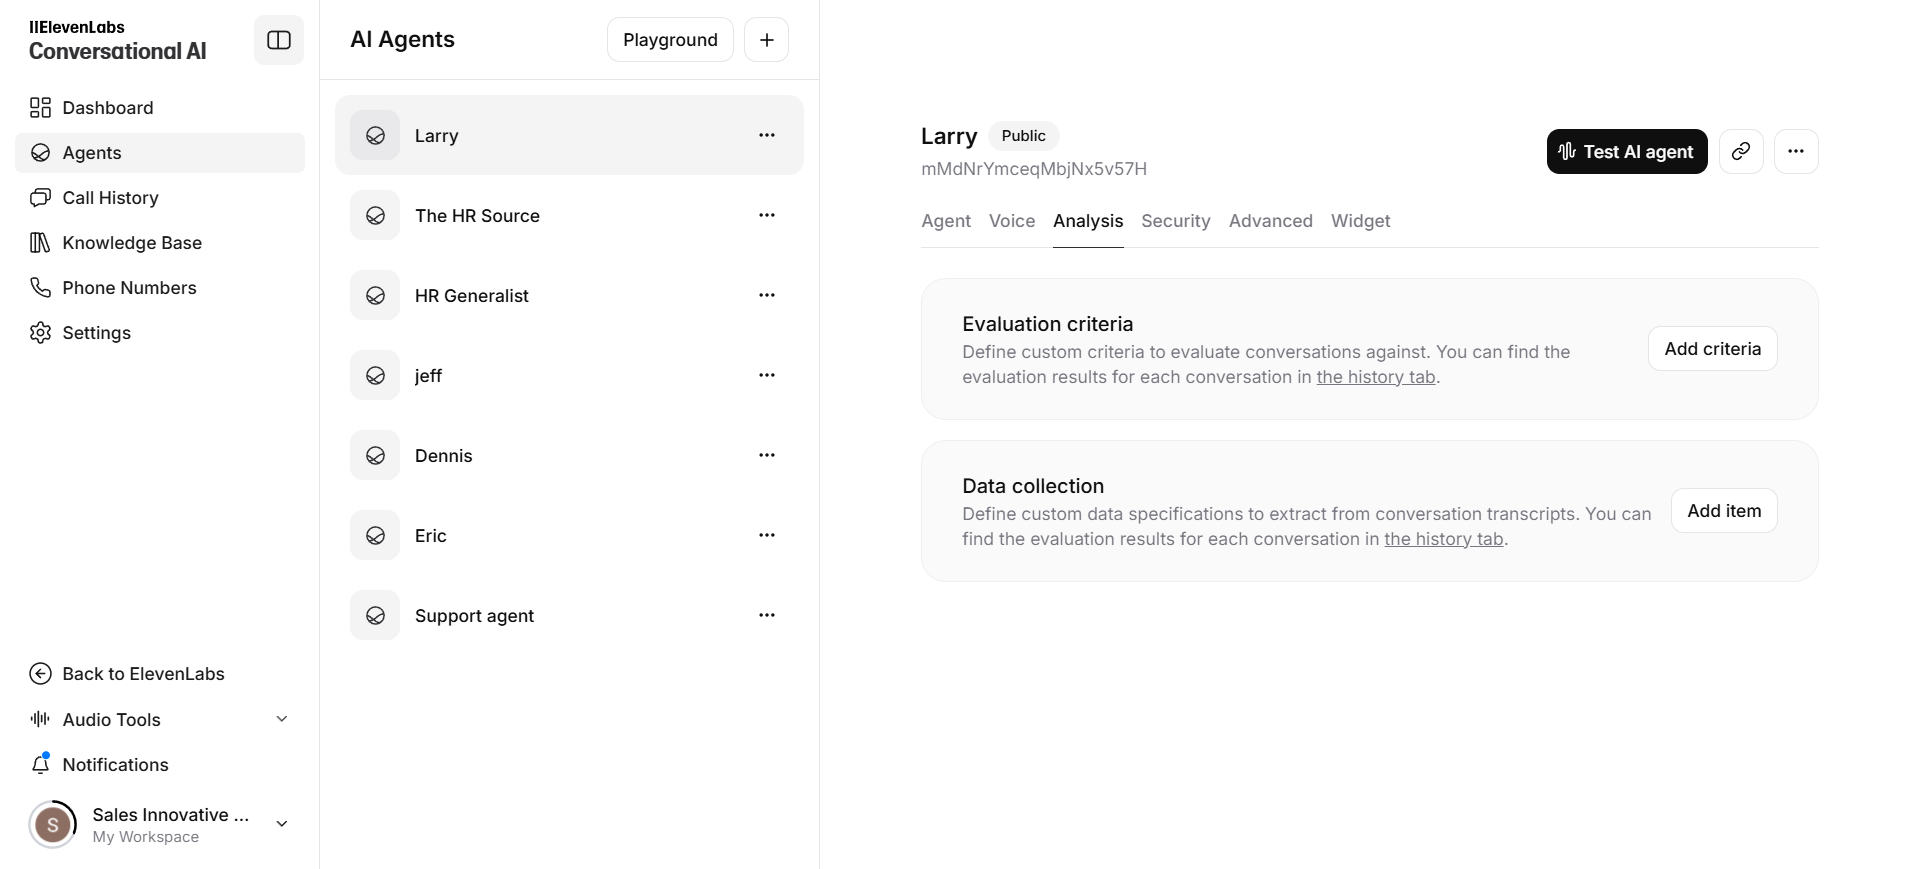 IIElevenLabs
Conversational AI
Dashboard
Agents
Call History
Knowledge Base
Phone Numbers
Settings
Back to ElevenLabs
Audio Tools
Notifications
S
Sales Innovative ...
My Workspace
AI Agents
Playground
Larry
The HR Source
HR Generalist
jeff
Dennis
Eric
Support agent
Larry
Public
mMdNrYmceqMbjNx5v57H
Test AI agent
Agent Voice Analysis Security Advanced Widget
Evaluation criteria
Define custom criteria to evaluate conversations against. You can find the
evaluation results for each conversation in the history tab.
Add criteria
Data collection
Define custom data specifications to extract from conversation transcripts. You can
find the evaluation results for each conversation in the history tab.
Add item